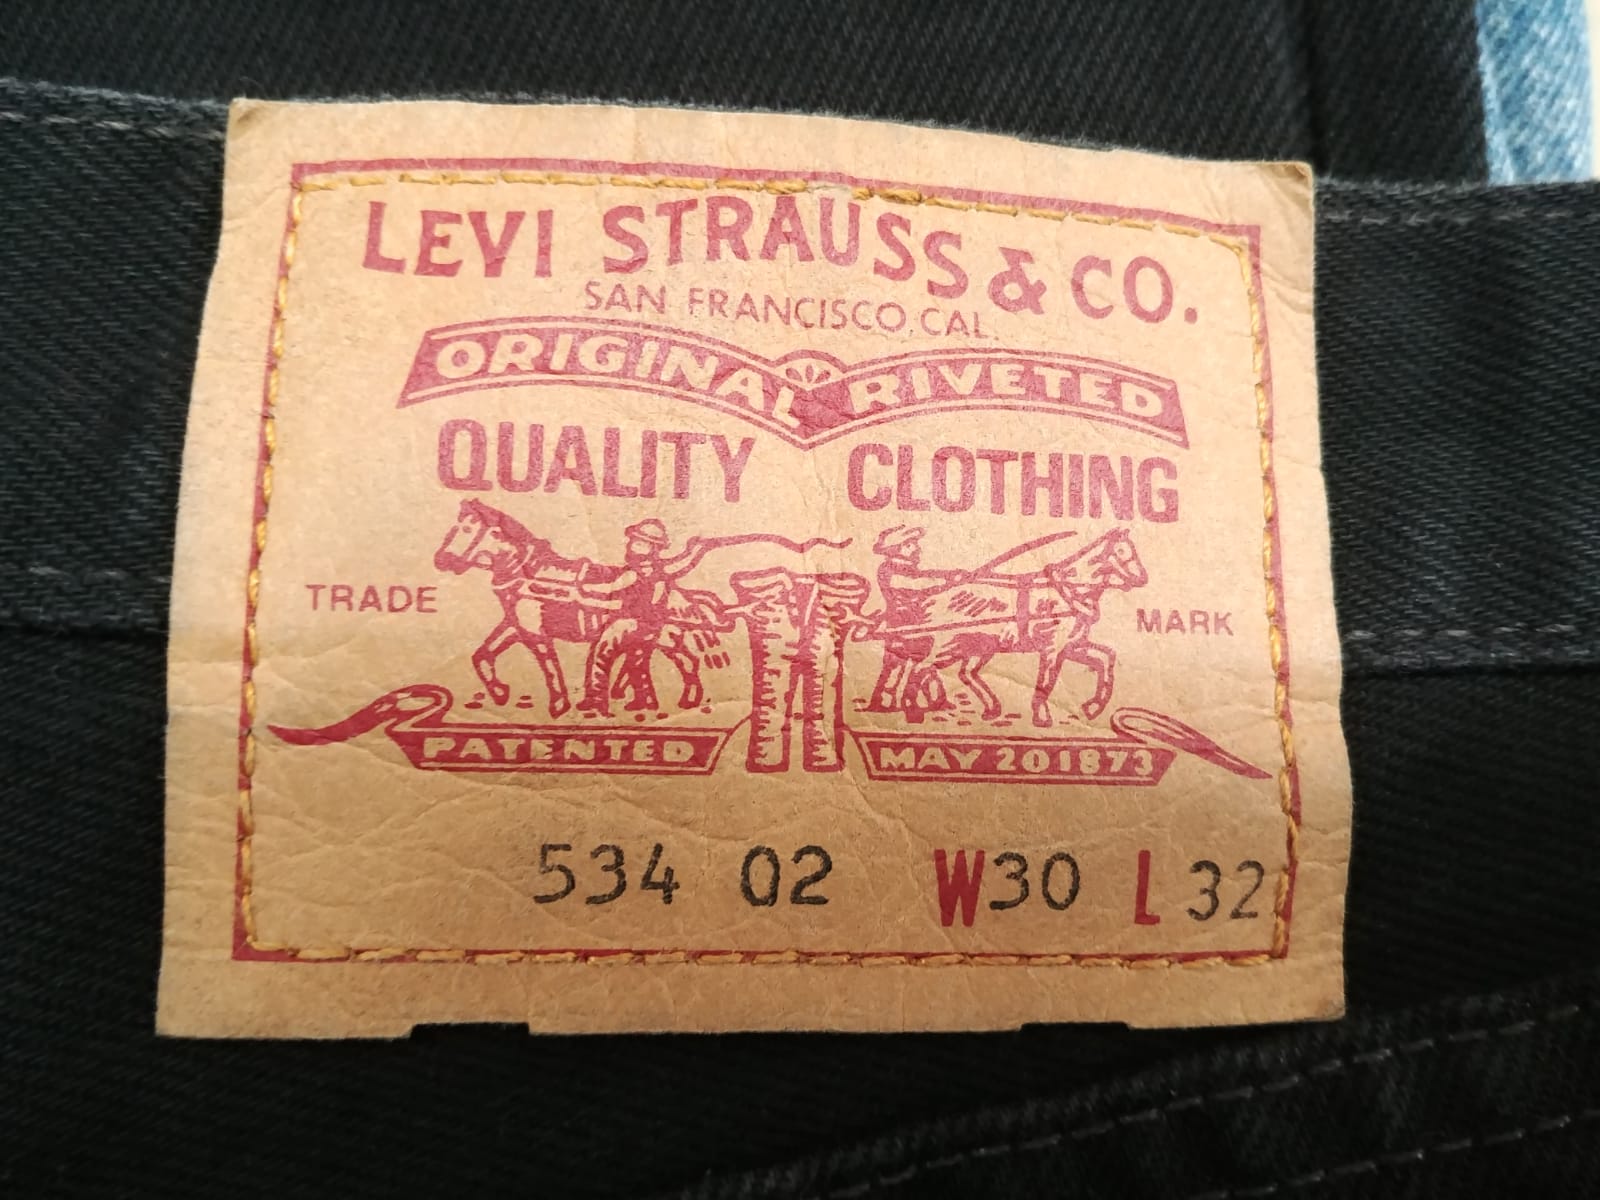 LEVI STRAUSS & CO.
SAN FRANCISCO, CAL.
ORIGINAL RIVETED
QUALITY CLOTHING
TRADE MARK
PATENTED MAY 20 1873
534 02 W30 L 32